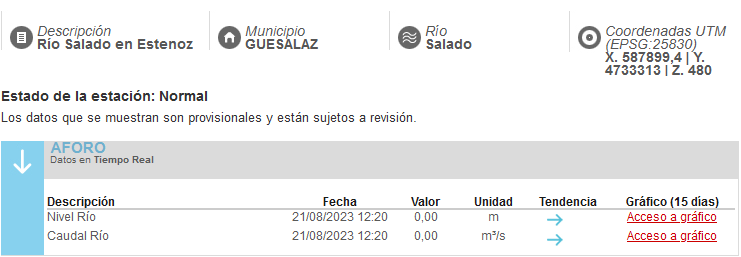 Descripción
Río Salado en Estenoz
Municipio
GUESÁLAZ
Río
Salado
Coordenadas UTM
(EPSG:25830)
X. 587899,4 | Y.
4733313 | Z. 480
Estado de la estación: Normal
Los datos que se muestran son provisionales y están sujetos a revisión.
AFORO
Datos en Tiempo Real
Descripción Fecha Valor Unidad Tendencia Gráfico (15 dias)
Nivel Río 21/08/2023 12:20 0,00 m Acceso a gráfico
Caudal Río 21/08/2023 12:20 0,00 m³/s Acceso a gráfico